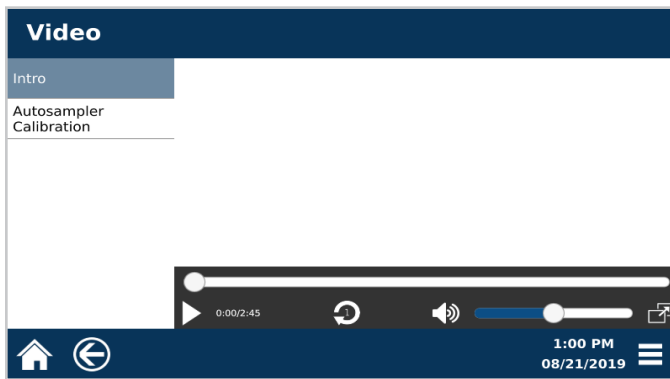 Video
Intro
Autosampler
Calibration
0:00/2:45
1
1:00 PM
08/21/2019